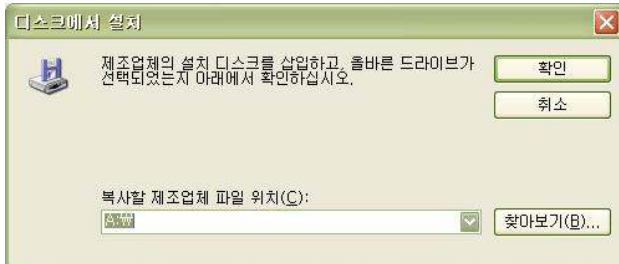 디스크에서 설치
제조업체의 설치 디스크를 삽입하고, 올바른 드라이브가
선택되었는지 아래에서 확인하십시오.
확인
취소
복사할 제조업체 파일 위치(C):
A:₩
찾아보기(B)...